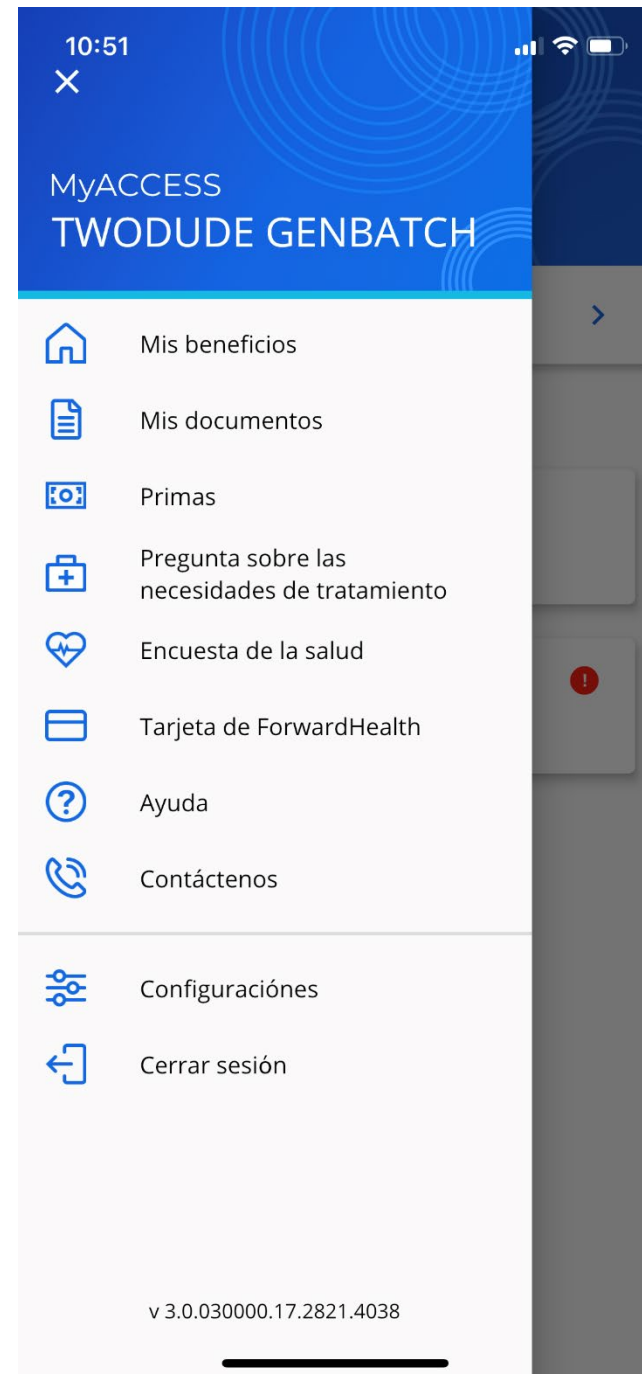 10:51
MyACCESS
TWODUDE GENBATCH
Mis beneficios
Mis documentos
Primas
Pregunta sobre las
necesidades de tratamiento
Encuesta de la salud
Tarjeta de ForwardHealth
Ayuda
Contáctenos
Configuraciónes
Cerrar sesión
v 3.0.030000.17.2821.4038